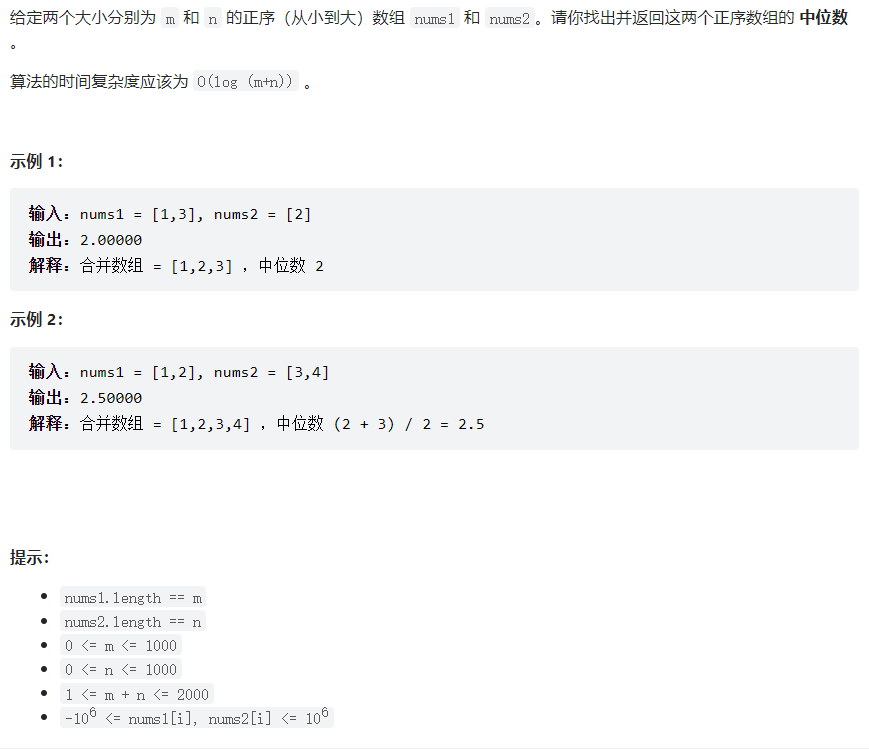 给定两个大小分别为 m 和 n 的正序（从小到大）数组 nums1 和 nums2。请你找出并返回这两个正序数组的 中位数
。
算法的时间复杂度应该为 O(log (m+n)) 。
示例 1：
输入：nums1 = [1,3], nums2 = [2]
输出：2.00000
解释：合并数组 = [1,2,3] ，中位数 2
示例 2：
输入：nums1 = [1,2], nums2 = [3,4]
输出：2.50000
解释：合并数组 = [1,2,3,4] ，中位数 (2 + 3) / 2 = 2.5
提示：
• nums1.length == m
• nums2.length == n
• 0 <= m <= 1000
• 0 <= n <= 1000
• 1 <= m + n <= 2000
• -10⁶ <= nums1[i], nums2[i] <= 10⁶